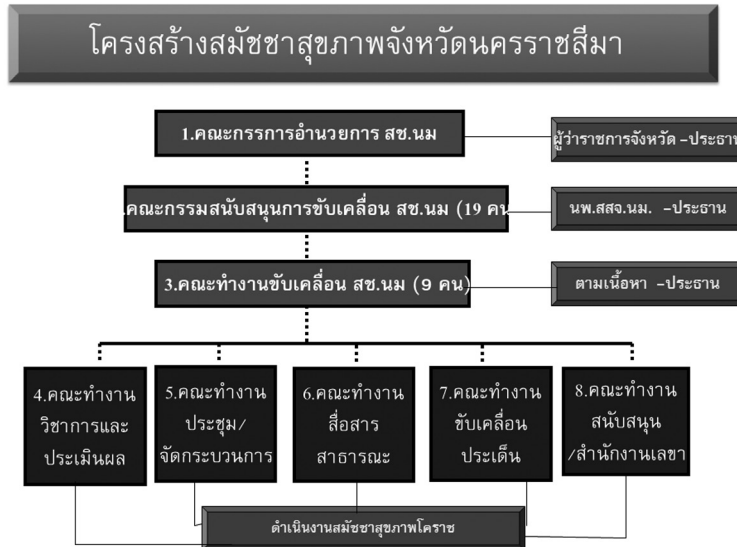 โครงสร้างสมัชชาสุขภาพจังหวัดนครราชสีมา
1.คณะกรรการอำนวยการ สช.นม
ผู้ว่าราชการจังหวัด –ประธาน
.คณะกรรมสนับสนุนการขับเคลื่อน สช.นม (19 คน
นพ.สสจ.นม. –ประธาน
3.คณะทำงานขับเคลื่อน สช.นม (9 คน)
ตามเนื้อหา –ประธาน
4.คณะทำงาน
วิชาการและ
ประเมินผล
5.คณะทำงาน
ประชุม/
จัดกระบวนการ
6.คณะทำงาน
สื่อสาร
สาธารณะ
7.คณะทำงาน
ขับเคลื่อน
ประเด็น
8.คณะทำงาน
สนับสนุน
/สำนักงานเลขา
ดำเนินงานสมัชชาสุขภาพโคราช